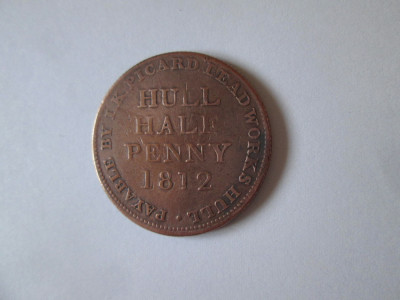 PAYABLE BY I.K. PICARD LEAD WORKS HULL
HULL
HALF
PENNY
1812